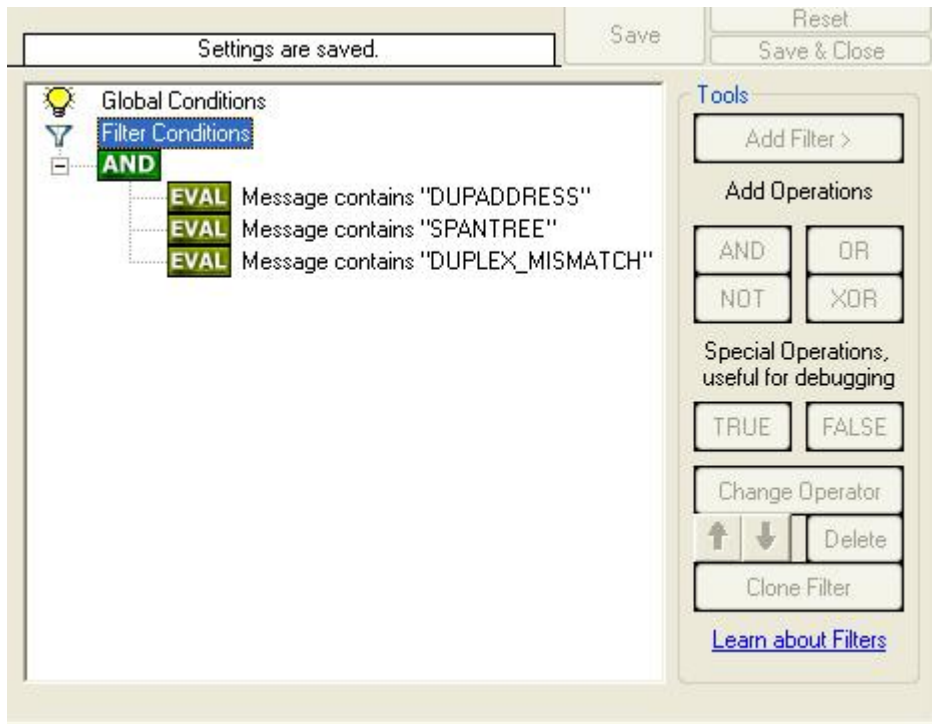 Settings are saved.
Save
Reset
Save & Close
Global Conditions
Filter Conditions
AND
EVAL Message contains "DUPADDRESS"
EVAL Message contains "SPANTREE"
EVAL Message contains "DUPLEX_MISMATCH"
Tools
Add Filter >
Add Operations
AND OR
NOT XOR
Special Operations,
useful for debugging
TRUE FALSE
Change Operator
Delete
Clone Filter
Learn about Filters